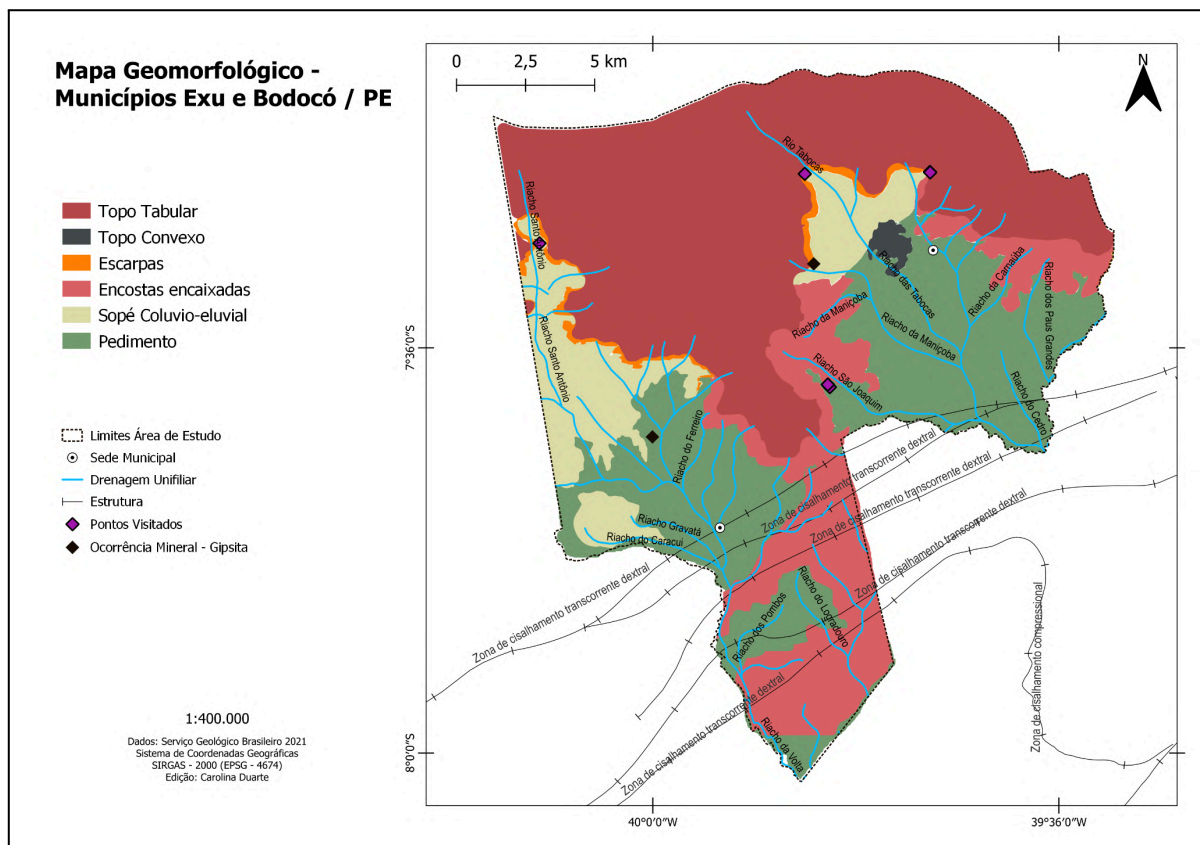 Mapa Geomorfológico -
Municípios Exu e Bodocó / PE
Topo Tabular
Topo Convexo
Escarpas
Encostas encaixadas
Sopé Coluvio-eluvial
Pedimento
Limites Área de Estudo
Sede Municipal
Drenagem Unifiliar
Estrutura
Pontos Visitados
Ocorrência Mineral - Gipsita
1:400.000
Dados: Serviço Geológico Brasileiro 2021
Sistema de Coordenadas Geográficas
SIRGAS - 2000 (EPSG - 4674)
Edição: Carolina Duarte
0 2,5 5 km
N
Rio Tabocas
Riacho Santo Antônio
Riacho Santo Antônio
Riacho das Tabocas
Riacho da Carnaúba
Riacho dos Paus Grandes
Riacho da Maniçoba
Riacho da Maniçoba
Riacho São Joaquim
Riacho do Cedro
Riacho do Ferreiro
Riacho Gravatá
Riacho do Caracui
Riacho dos Pombos
Riacho do Logradouro
Riacho da Volta
Zona de cisalhamento transcorrente dextral
Zona de cisalhamento transcorrente dextral
Zona de cisalhamento transcorrente dextral
Zona de cisalhamento transcorrente dextral
Zona de cisalhamento transcorrente dextral
Zona de cisalhamento compressional
7°36'0"S
8°0'0"S
40°0'0"W
39°36'0"W